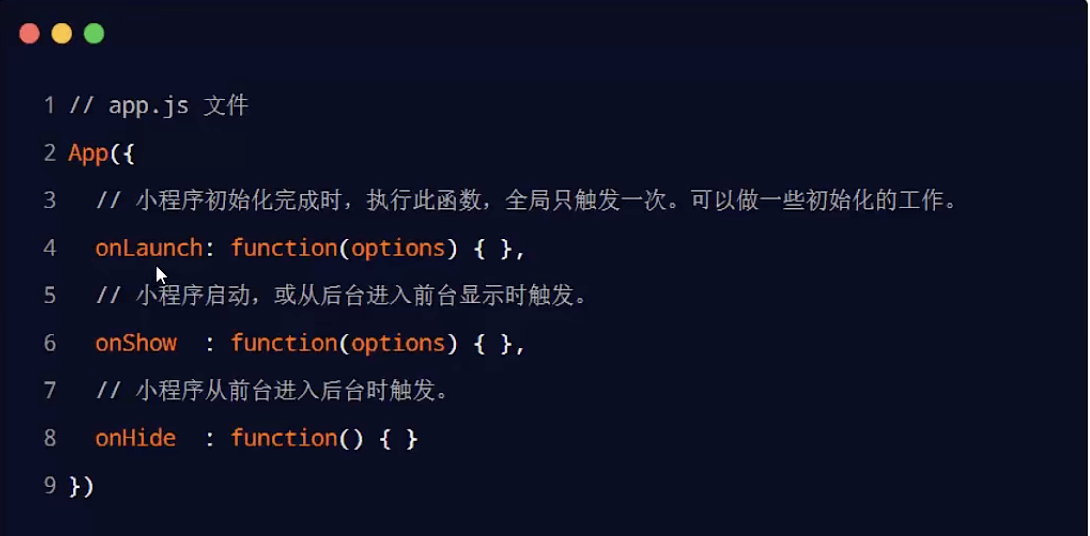 1 // app.js 文件
2 App({
3 // 小程序初始化完成时，执行此函数，全局只触发一次。可以做一些初始化的工作。
4 onLaunch: function(options) { },
5 // 小程序启动，或从后台进入前台显示时触发。
6 onShow  : function(options) { },
7 // 小程序从前台进入后台时触发。
8 onHide  : function() { }
9 })